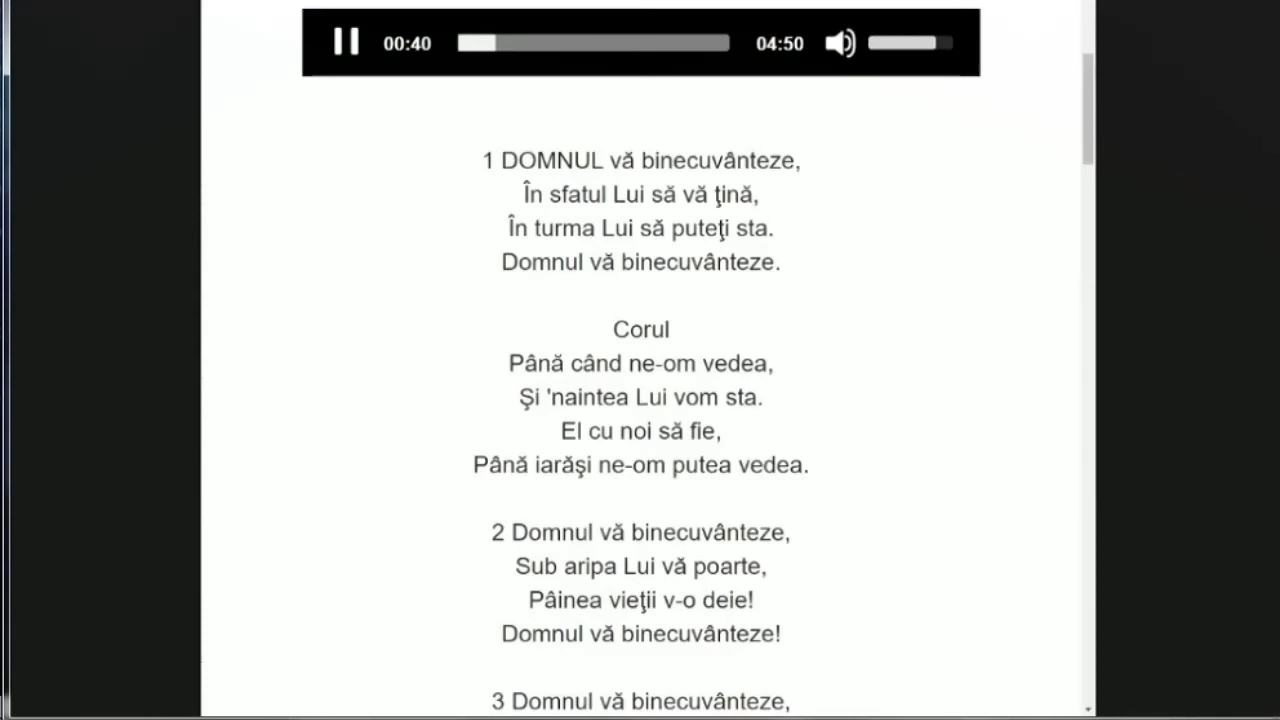 00:40
04:50
1 DOMNUL vă binecuvânteze,
În sfatul Lui să vă ţină,
În turma Lui să puteţi sta.
Domnul vă binecuvânteze.
Corul
Până când ne-om vedea,
Şi 'naintea Lui vom sta.
El cu noi să fie,
Până iarăşi ne-om putea vedea.
2 Domnul vă binecuvânteze,
Sub aripa Lui vă poarte,
Pâinea vieţii v-o deie!
Domnul vă binecuvânteze!
3 Domnul vă binecuvânteze,